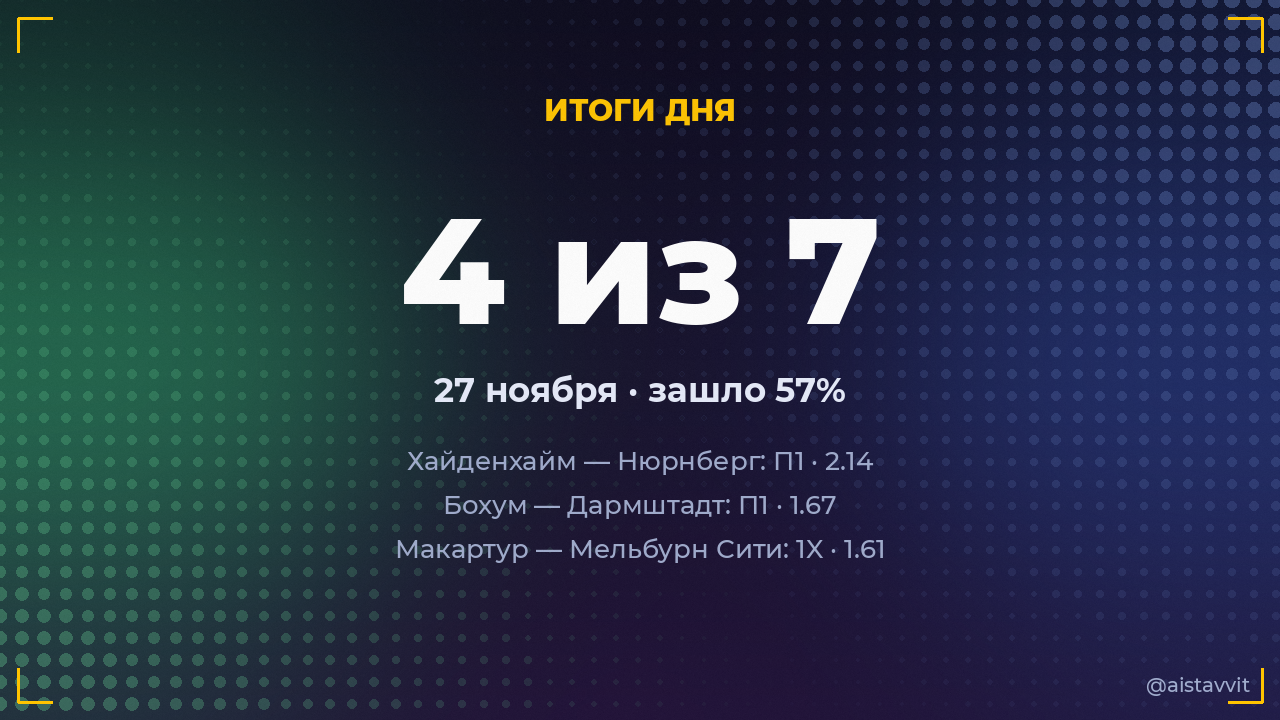 ИТОГИ ДНЯ
4 из 7
27 ноября · зашло 57%
Хайденхайм — Нюрнберг: П1 · 2.14
Бохум — Дармштадт: П1 · 1.67
Макартур — Мельбурн Сити: 1X · 1.61
@aistavvit